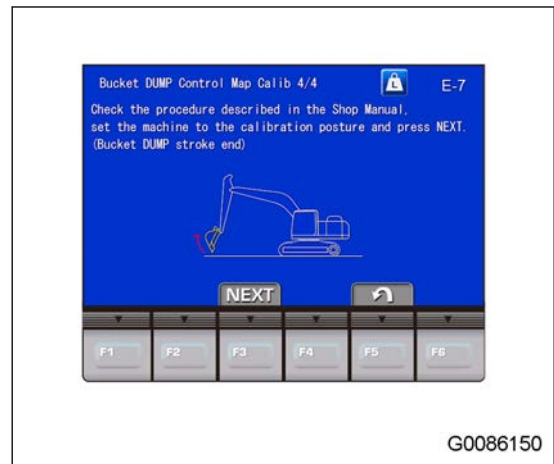 Bucket DUMP Control Map Calib 4/4 L E-7
Check the procedure described in the Shop Manual,
set the machine to the calibration posture and press NEXT.
(Bucket DUMP stroke end)
NEXT
F1 F2 F3 F4 F5 F6
G0086150